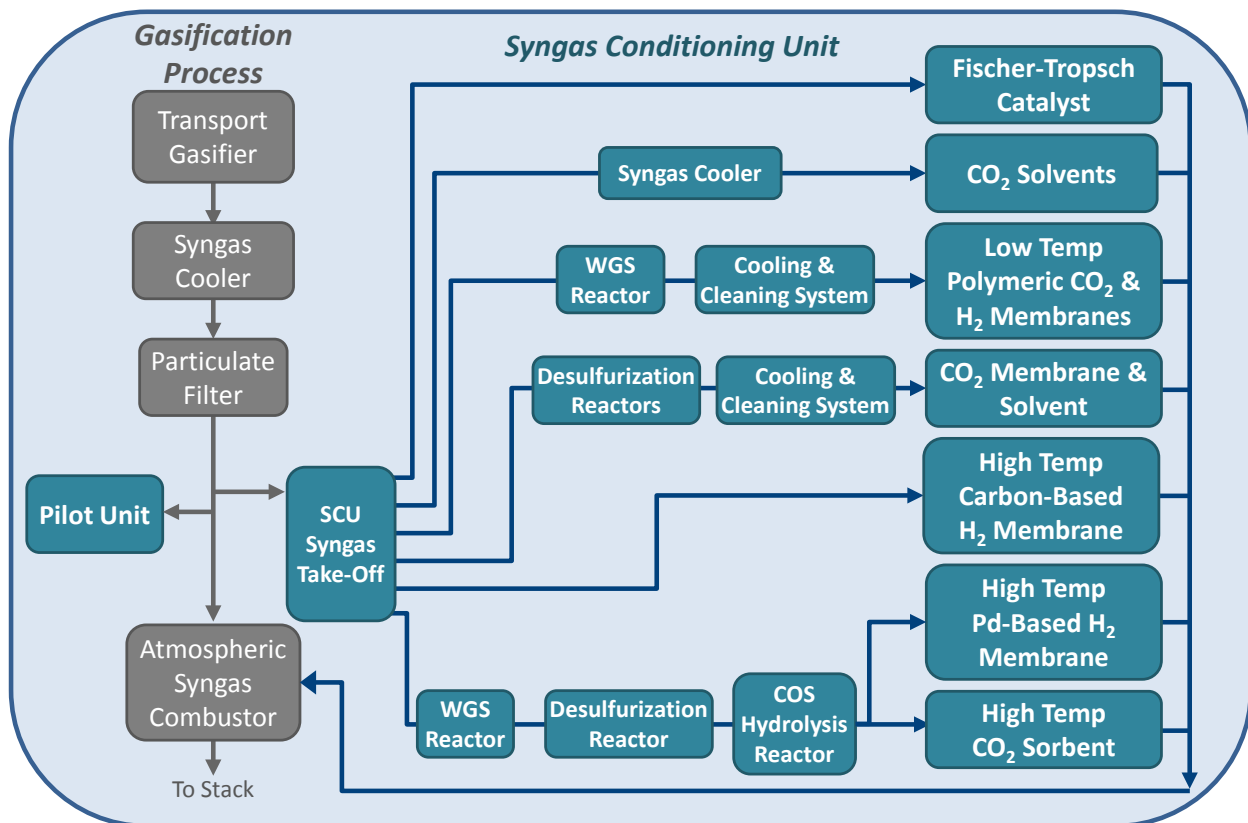 Gasification
Process
Syngas Conditioning Unit
Transport
Gasifier
Syngas
Cooler
Particulate
Filter
Pilot Unit
SCU
Syngas
Take-Off
Atmospheric
Syngas
Combustor
To Stack
Fischer-Tropsch
Catalyst
Syngas Cooler
CO₂ Solvents
WGS
Reactor
Cooling &
Cleaning System
Low Temp
Polymeric CO₂ &
H₂ Membranes
Desulfurization
Reactors
Cooling &
Cleaning System
CO₂ Membrane &
Solvent
High Temp
Carbon-Based
H₂ Membrane
High Temp
Pd-Based H₂
Membrane
WGS
Reactor
Desulfurization
Reactor
COS
Hydrolysis
Reactor
High Temp
CO₂ Sorbent